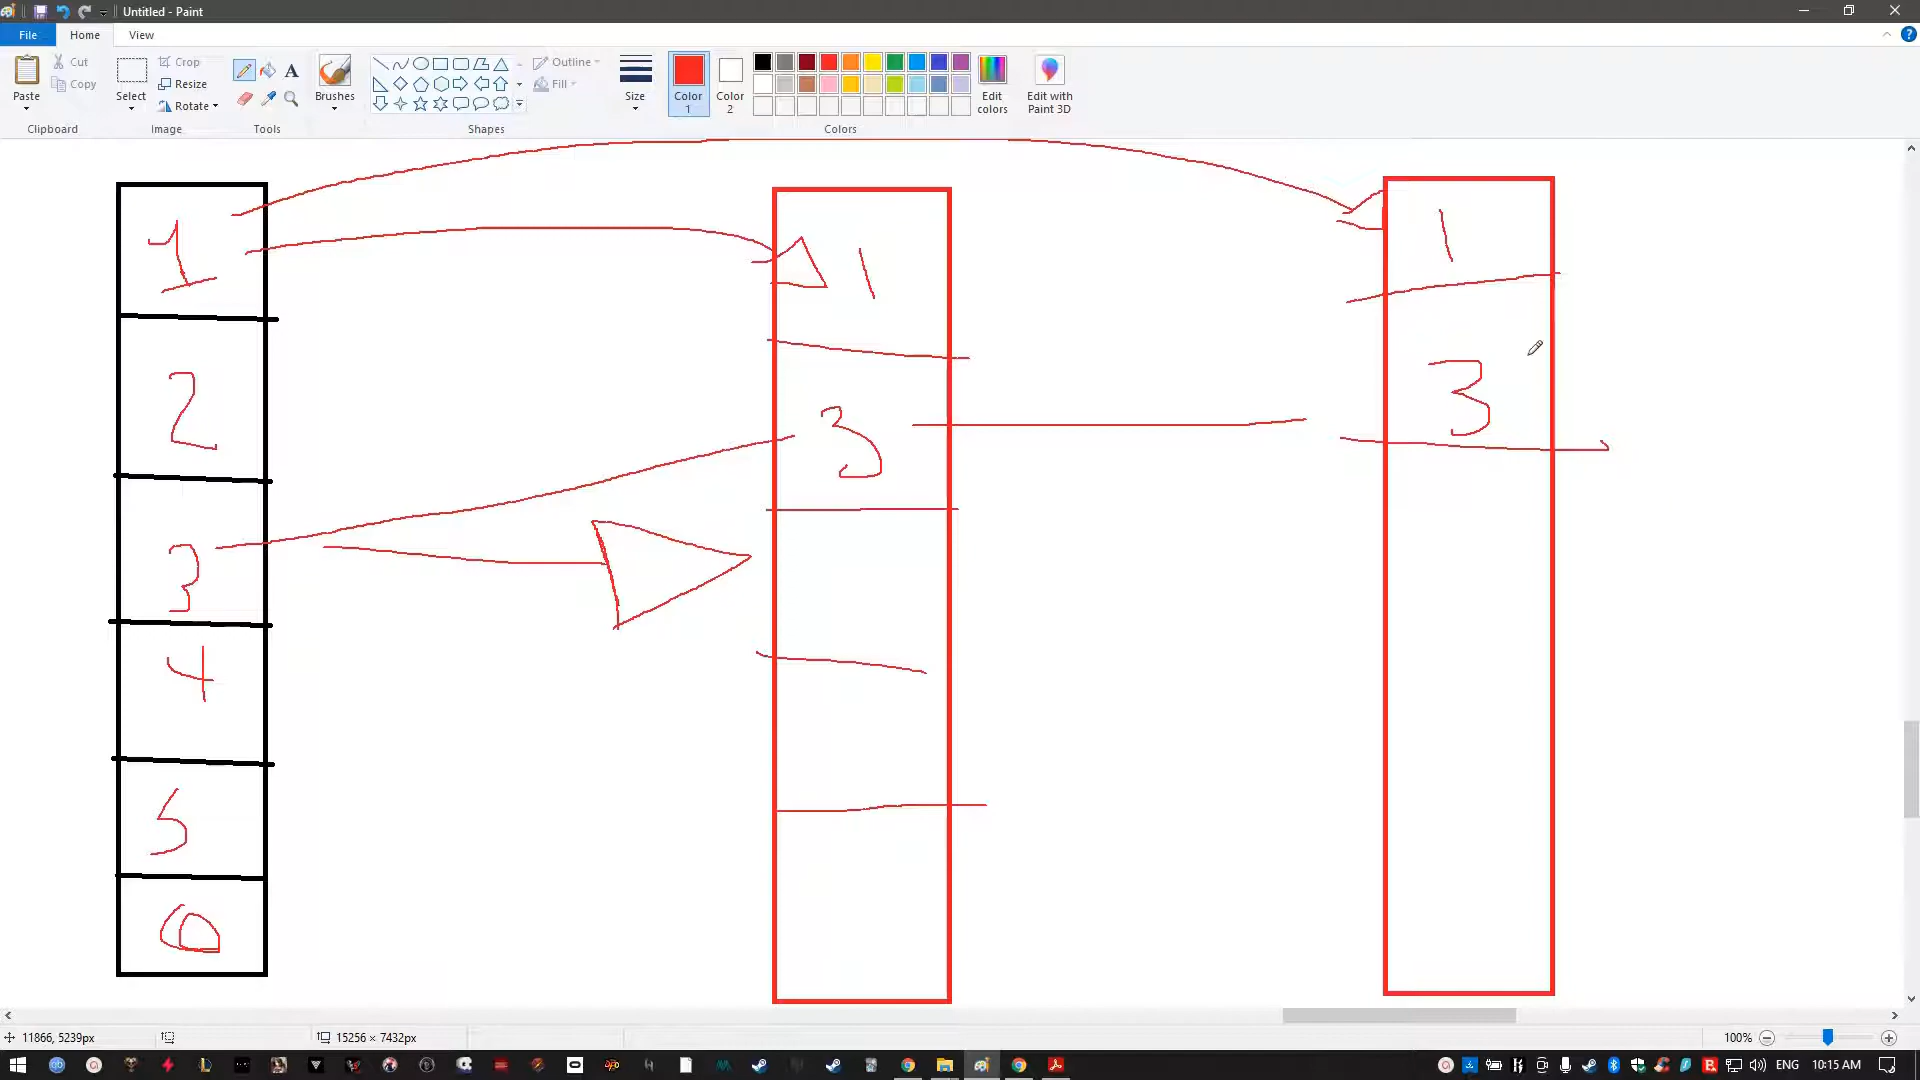 Untitled - Paint
File Home View
Paste
Cut
Copy
Clipboard
Select
Crop
Resize
Rotate
Image
A
Tools
Brushes
Outline
Fill
Shapes
Size
Color 1
Color 2
Edit colors
Edit with Paint 3D
Colors
1
2
3
4
5
6
1
3
1
3
11866, 5239px
15256 × 7432px
100%
ENG
10:15 AM